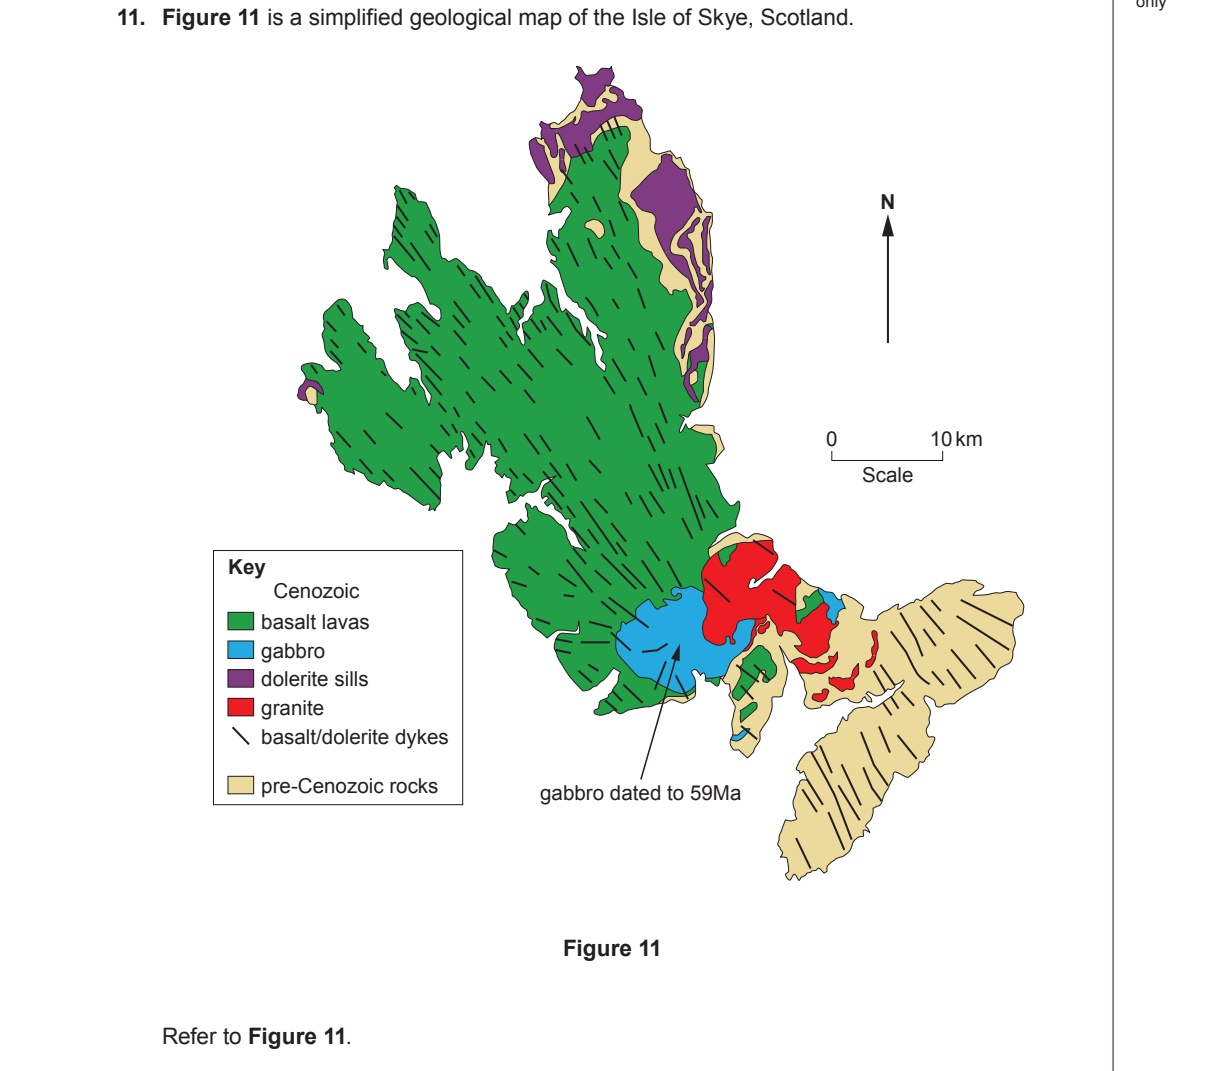 only
11. Figure 11 is a simplified geological map of the Isle of Skye, Scotland.
N
0 10 km
Scale
Key
Cenozoic
basalt lavas
gabbro
dolerite sills
granite
basalt/dolerite dykes
pre-Cenozoic rocks
gabbro dated to 59Ma
Figure 11
Refer to Figure 11.